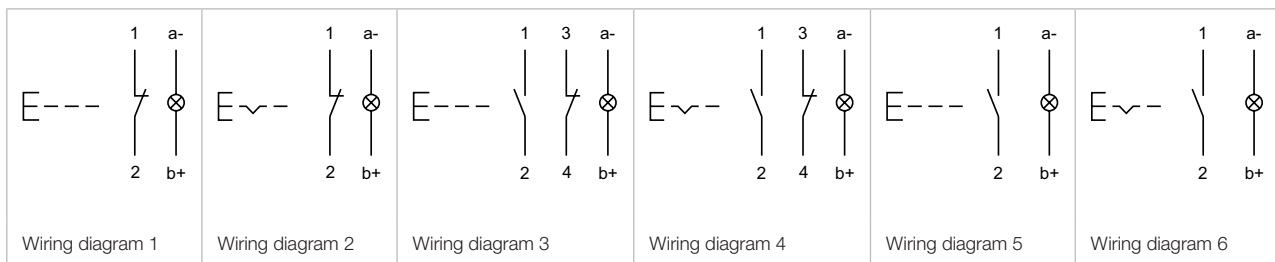 1 a-
2 b+
Wiring diagram 1
1 a-
2 b+
Wiring diagram 2
1 3 a-
2 4 b+
Wiring diagram 3
1 3 a-
2 4 b+
Wiring diagram 4
1 a-
2 b+
Wiring diagram 5
1 a-
2 b+
Wiring diagram 6